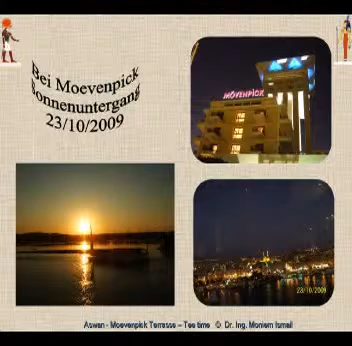 Bei Moevenpick
Sonnenuntergang
23/10/2009
MÖVENPICK
23/10/2009
Aswan - Moevenpick Terrasse – Tee time © Dr. Ing. Moniem Ismail